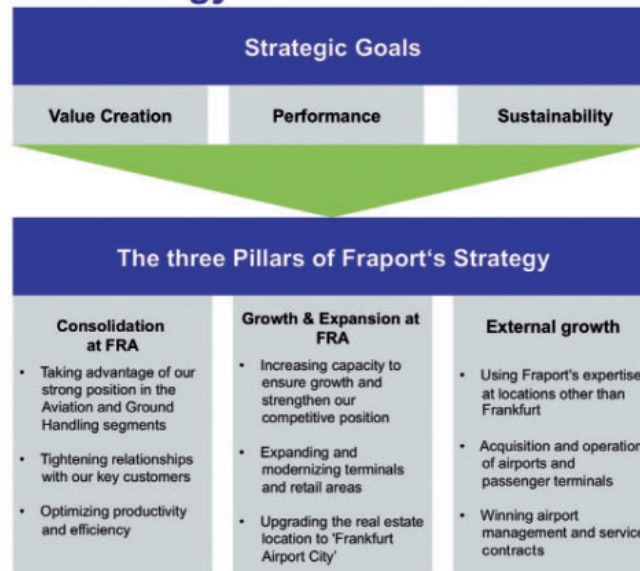 Strategic Goals
Value Creation
Performance
Sustainability
The three Pillars of Fraport's Strategy
Consolidation
at FRA
• Taking advantage of our
strong position in the
Aviation and Ground
Handling segments
• Tightening relationships
with our key customers
• Optimizing productivity
and efficiency
Growth & Expansion at
FRA
• Increasing capacity to
ensure growth and
strengthen our
competitive position
• Expanding and
modernizing terminals
and retail areas
• Upgrading the real estate
location to 'Frankfurt
Airport City'
External growth
• Using Fraport's expertise
at locations other than
Frankfurt
• Acquisition and operation
of airports and
passenger terminals
• Winning airport
management and service
contracts